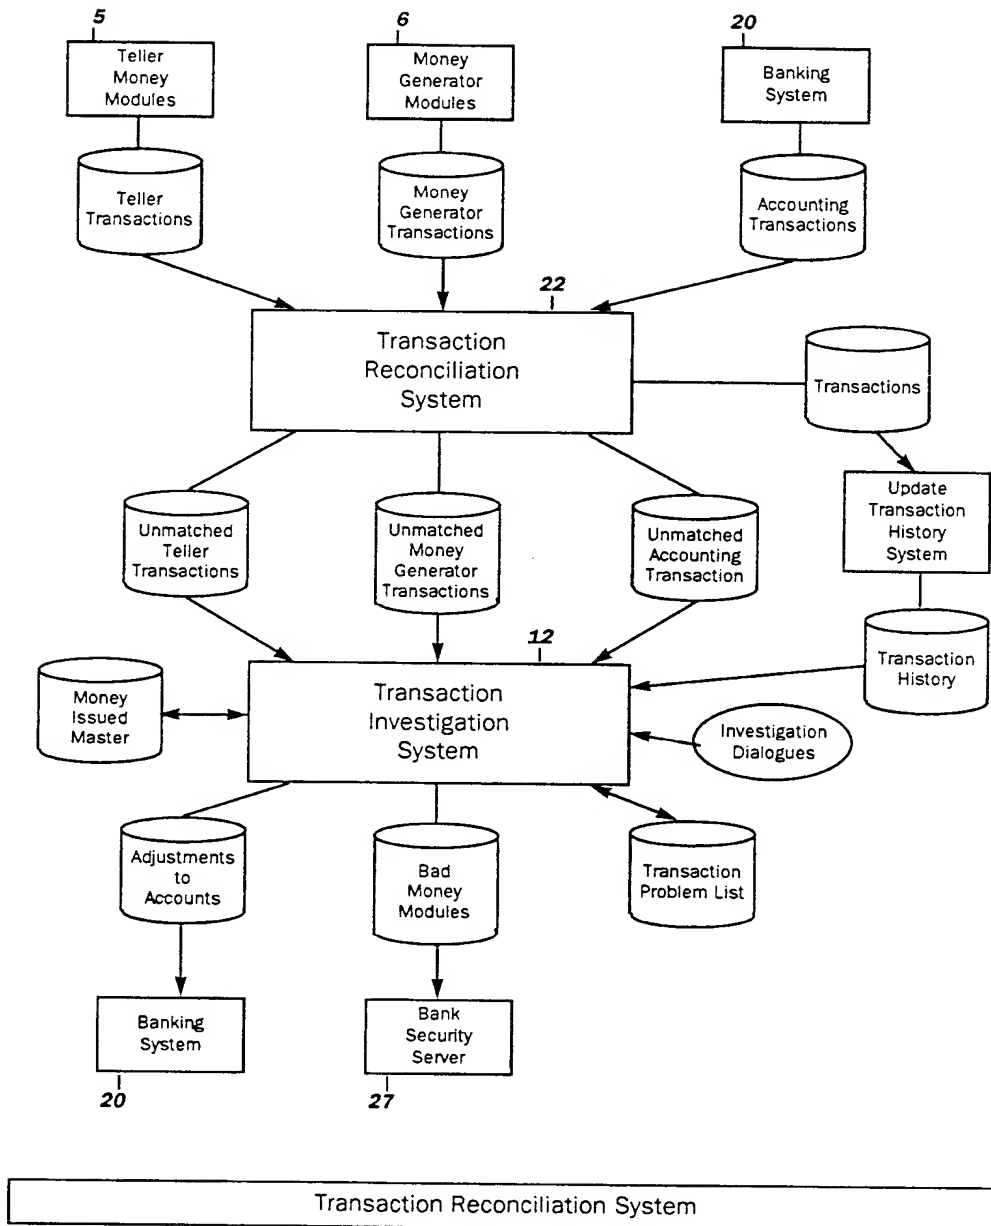 5
Teller
Money
Modules
6
Money
Generator
Modules
20
Banking
System
Teller
Transactions
Money
Generator
Transactions
Accounting
Transactions
22
Transaction
Reconciliation
System
Transactions
Update
Transaction
History
System
Unmatched
Teller
Transactions
Unmatched
Money
Generator
Transactions
Unmatched
Accounting
Transaction
Transaction
History
12
Transaction
Investigation
System
Money
Issued
Master
Investigation
Dialogues
Adjustments
to
Accounts
Bad
Money
Modules
Transaction
Problem List
Banking
System
20
Bank
Security
Server
27
Transaction Reconciliation System